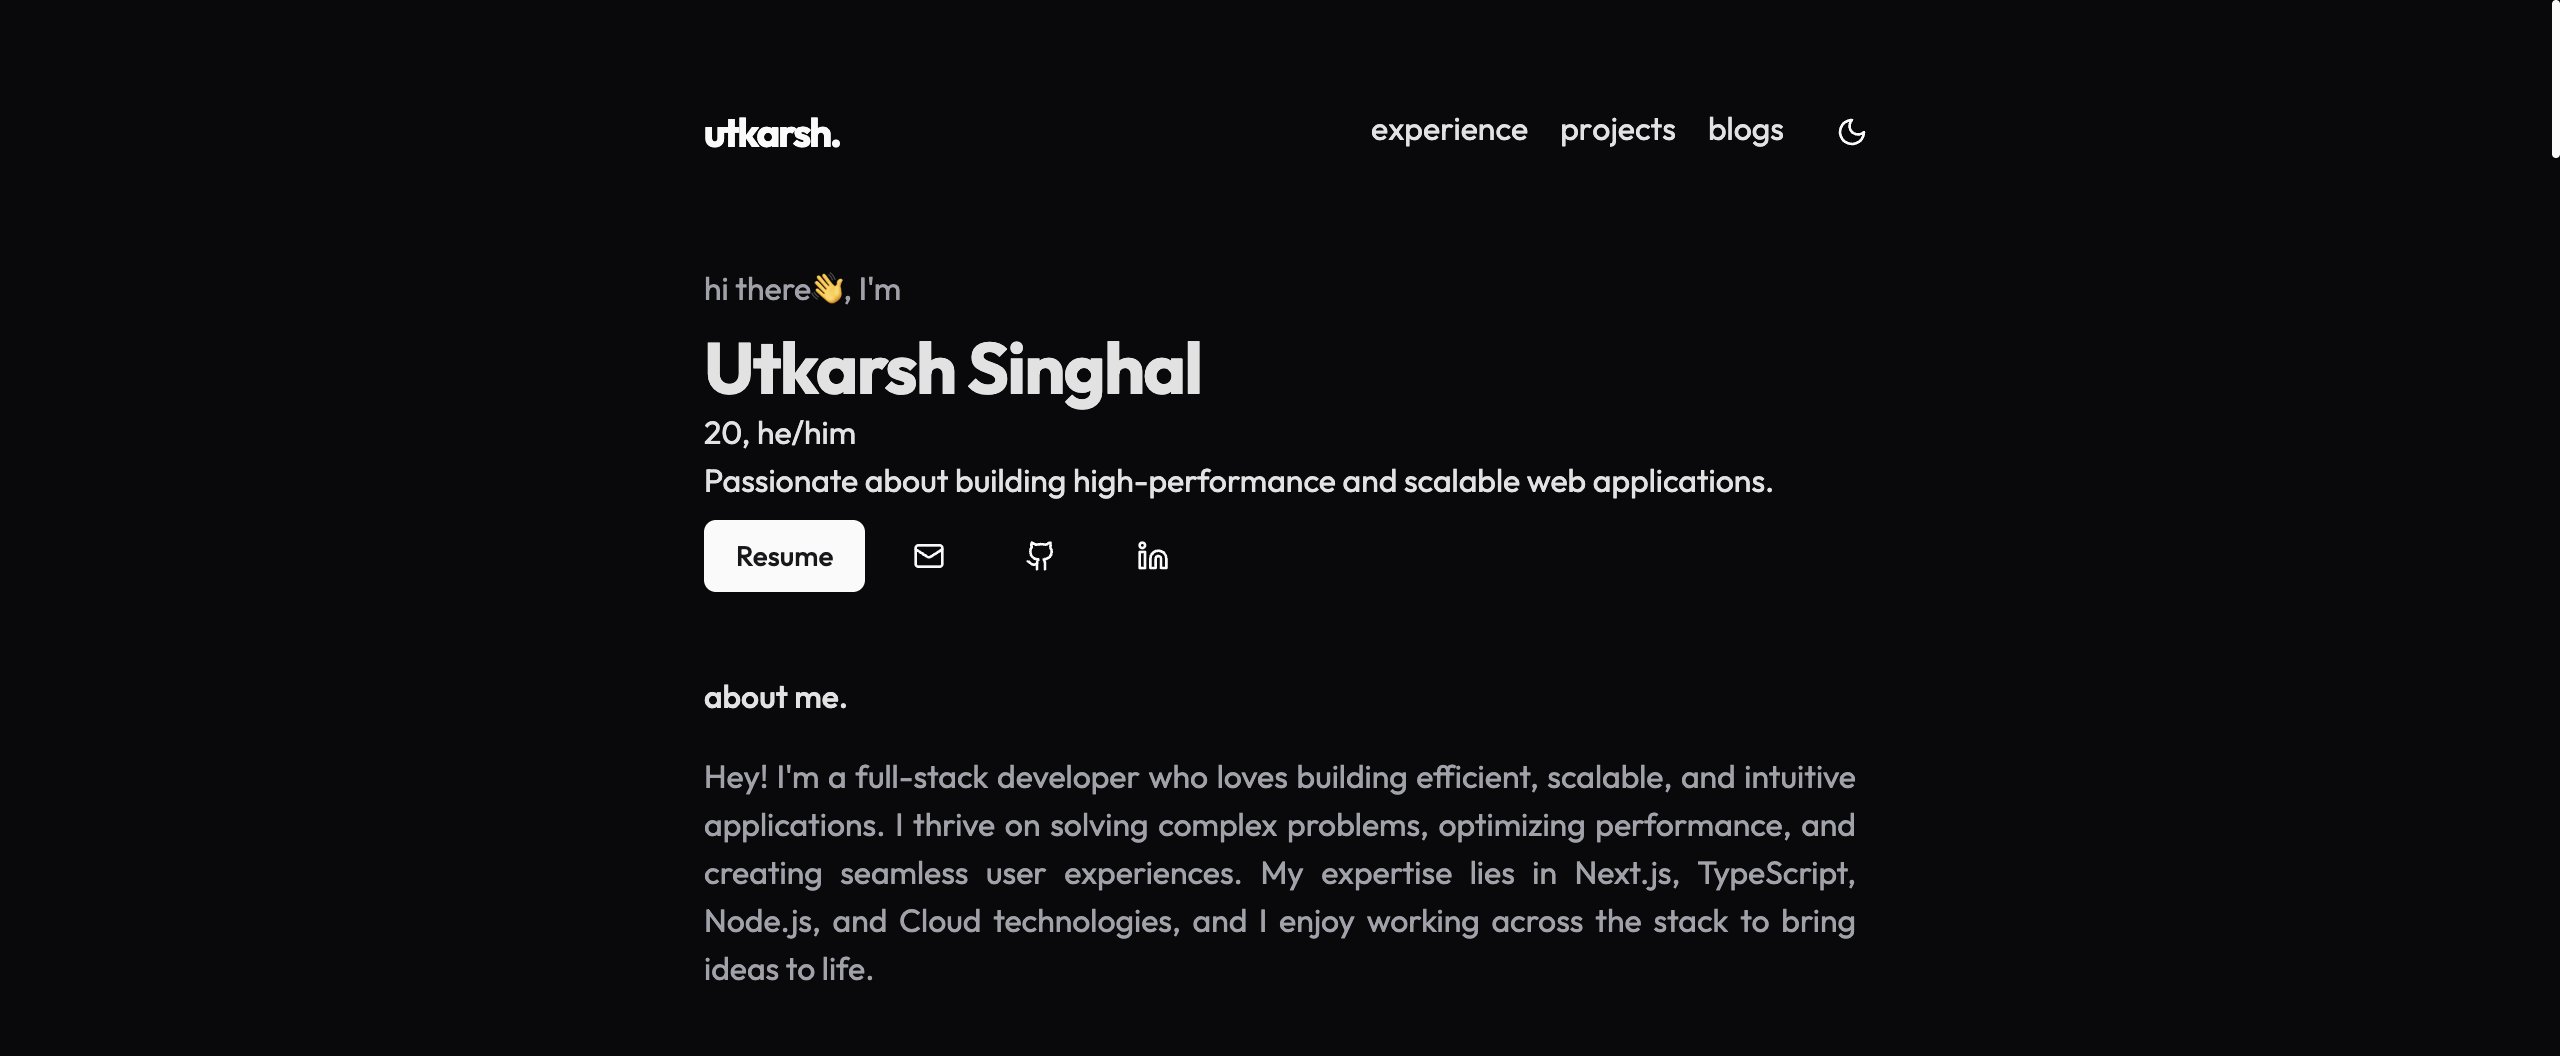 utkarsh.
experience projects blogs
hi there👋, I'm
Utkarsh Singhal
20, he/him
Passionate about building high-performance and scalable web applications.
Resume
about me.
Hey! I'm a full-stack developer who loves building efficient, scalable, and intuitive
applications. I thrive on solving complex problems, optimizing performance, and
creating seamless user experiences. My expertise lies in Next.js, TypeScript,
Node.js, and Cloud technologies, and I enjoy working across the stack to bring
ideas to life.